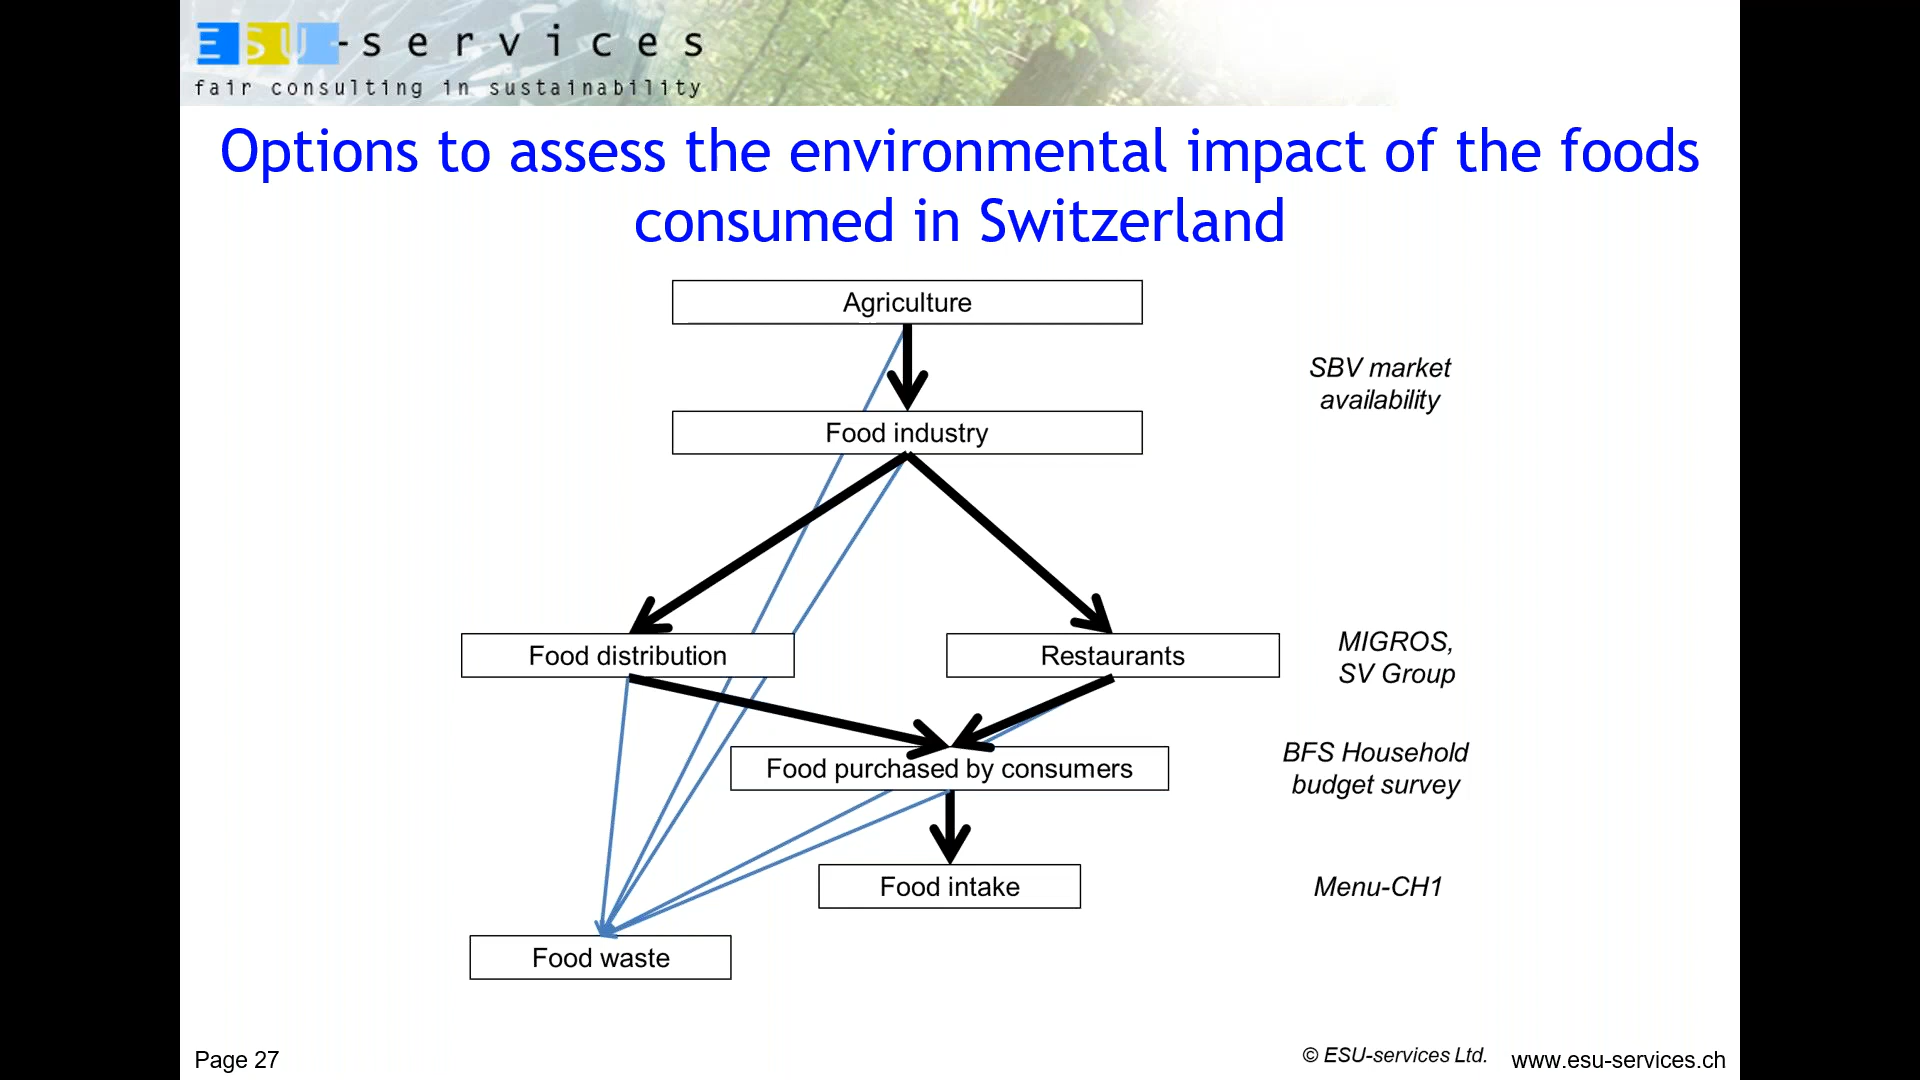 ESU-services
fair consulting in sustainability
Options to assess the environmental impact of the foods
consumed in Switzerland
Agriculture
SBV market
availability
Food industry
Food distribution
Restaurants
MIGROS,
SV Group
Food purchased by consumers
BFS Household
budget survey
Food intake
Menu-CH1
Food waste
Page 27
© ESU-services Ltd.
www.esu-services.ch